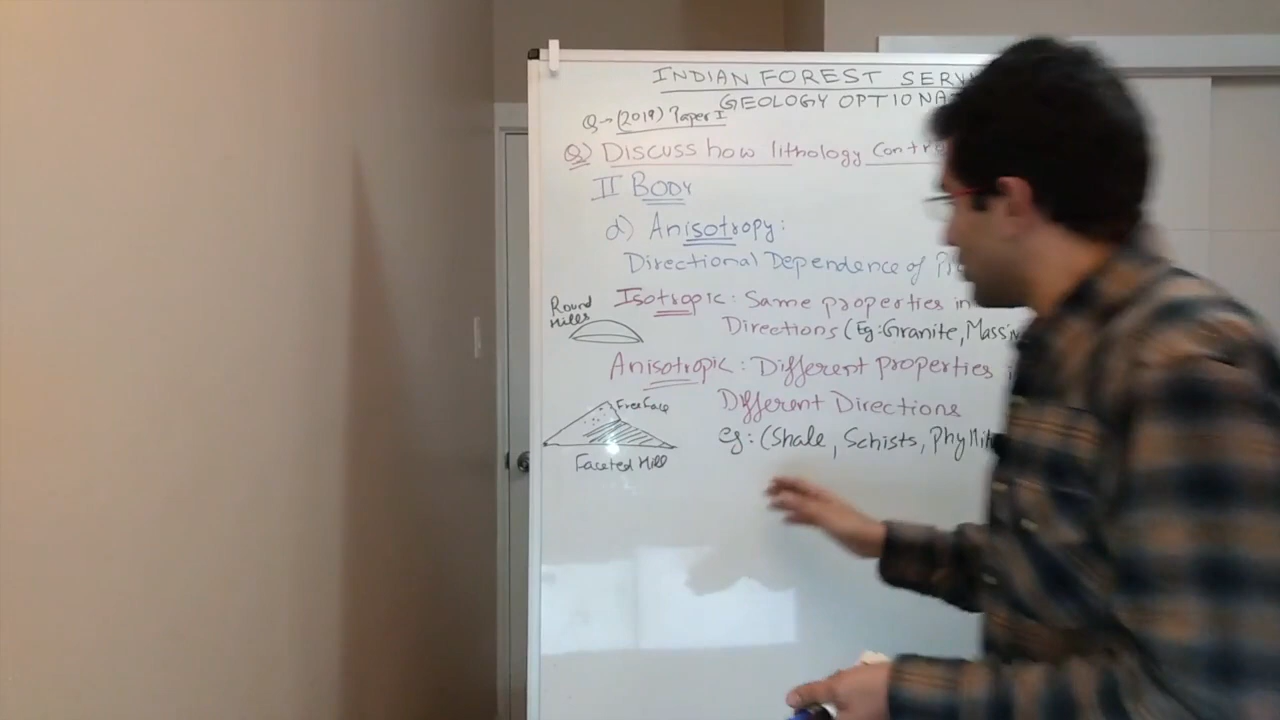 INDIAN FOREST SERV
GEOLOGY OPTIONA
Q→ (2019) Paper I
Q) Discuss how lithology contro
II Body
d) Anisotropy:
Directional Dependence of Pr
Isotropic: Same properties in
Directions (Eg: Granite, Massiv
Round
Hills
Anisotropic: Different properties i
Different Directions
eg: (Shale, Schists, Phyllit
Free Face
Faceted Hill